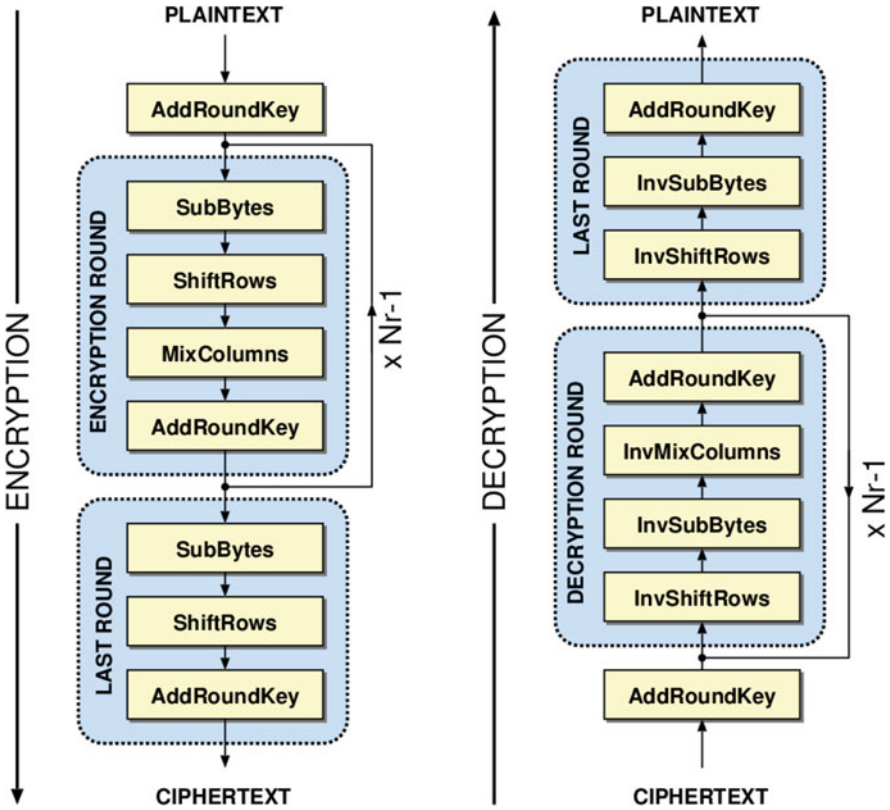 PLAINTEXT
AddRoundKey
SubBytes
ShiftRows
MixColumns
AddRoundKey
ENCRYPTION ROUND
x Nr-1
SubBytes
ShiftRows
AddRoundKey
LAST ROUND
CIPHERTEXT
ENCRYPTION
PLAINTEXT
AddRoundKey
InvSubBytes
InvShiftRows
LAST ROUND
AddRoundKey
InvMixColumns
InvSubBytes
InvShiftRows
DECRYPTION ROUND
x Nr-1
AddRoundKey
CIPHERTEXT
DECRYPTION